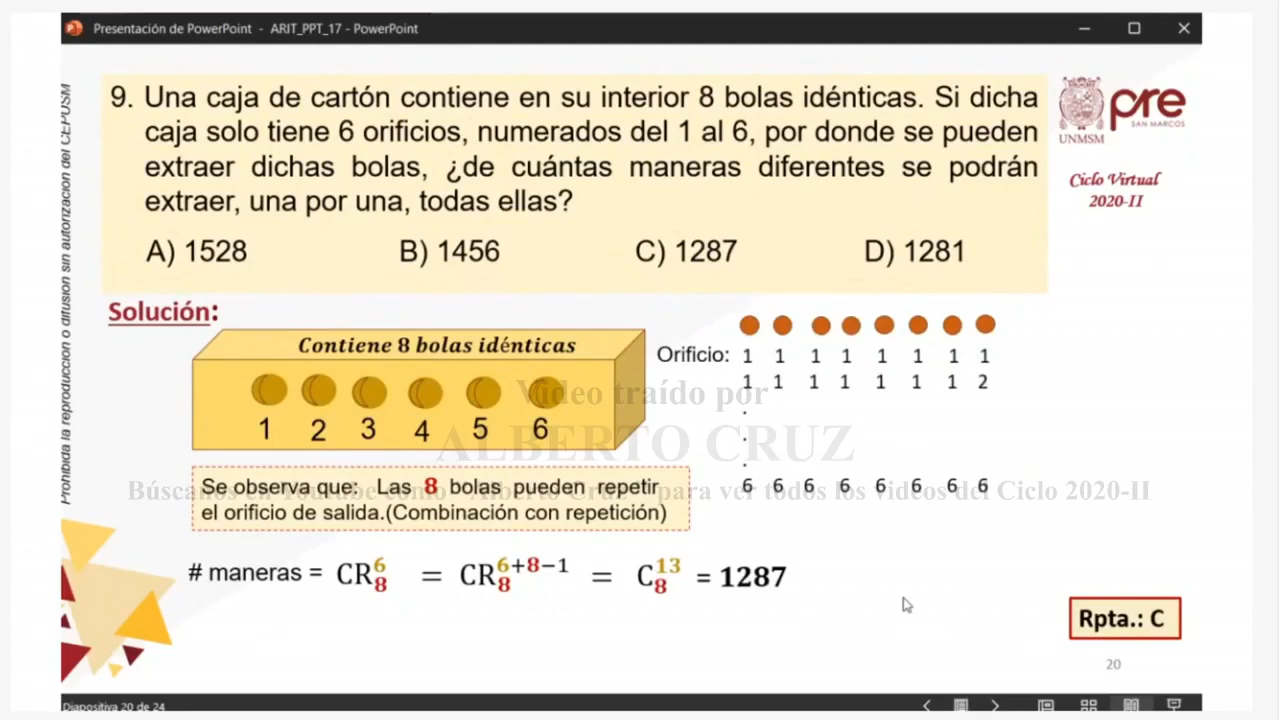 Presentación de PowerPoint - ARIT_PPT_17 - PowerPoint
Prohibida la reproduccion o difusion sin autorizacion del CEPUSM
9. Una caja de cartón contiene en su interior 8 bolas idénticas. Si dicha
caja solo tiene 6 orificios, numerados del 1 al 6, por donde se pueden
extraer dichas bolas, ¿de cuántas maneras diferentes se podrán
extraer, una por una, todas ellas?
A) 1528 B) 1456 C) 1287 D) 1281
UNMSM
pre
SAN MARCOS
Ciclo Virtual
2020-II
Solución:
Contiene 8 bolas idénticas
1 2 3 4 5 6
Orificio: 1 1 1 1 1 1 1 1
1 1 1 1 1 1 1 2
.
.
.
6 6 6 6 6 6 6 6
Video traído por
ALBERTO CRUZ
Búscanos en Youtube como "Alberto Cruz" para ver todos los videos del Ciclo 2020-II
Se observa que: Las 8 bolas pueden repetir
el orificio de salida.(Combinación con repetición)
# maneras = CR₈⁶ = CR₈⁶⁺⁸⁻¹ = C₈¹³ = 1287
Rpta.: C
20
Diapositiva 20 de 24